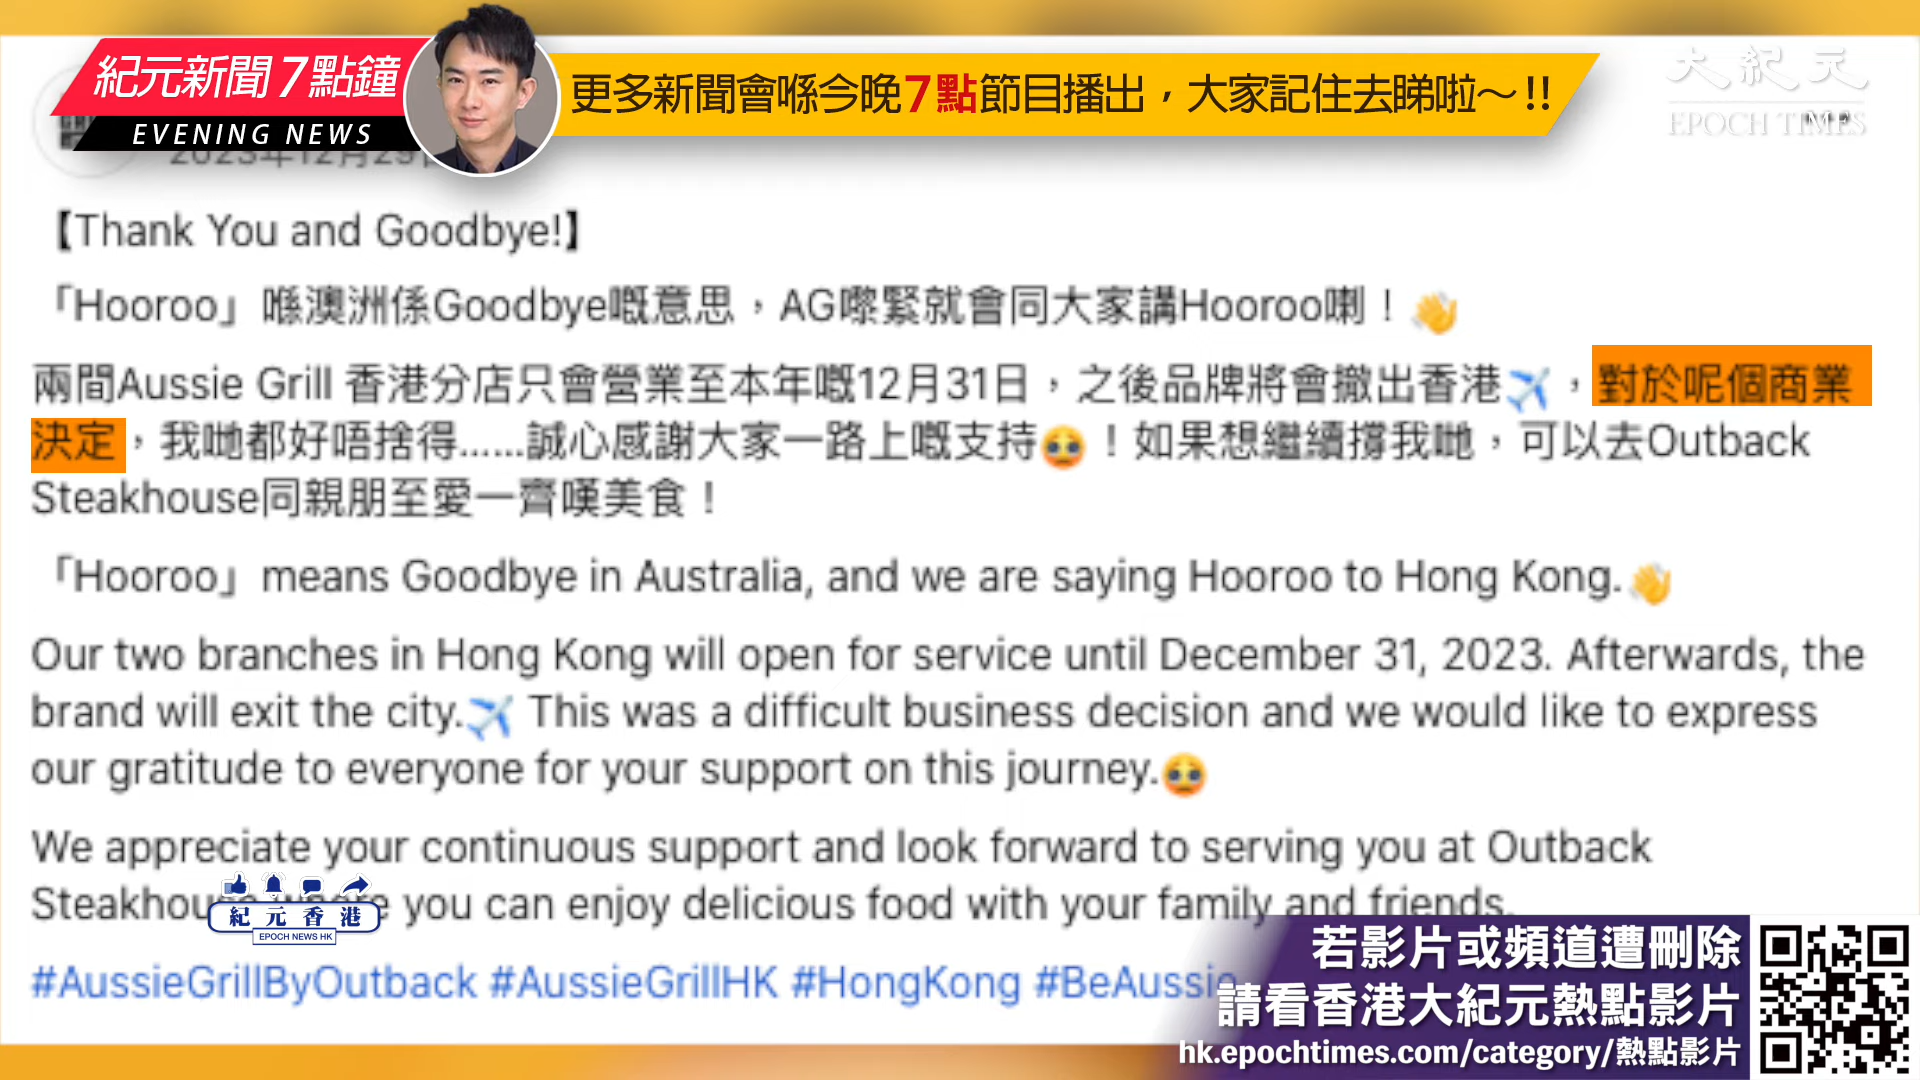 紀元新聞7點鐘
EVENING NEWS
更多新聞會喺今晚7點節目播出，大家記住去睇啦～!!
大紀元
EPOCH TIMES
2023年12月29日
【Thank You and Goodbye!】
「Hooroo」喺澳洲係Goodbye嘅意思，AG嚟緊就會同大家講Hooroo喇！👋
兩間Aussie Grill 香港分店只會營業至本年嘅12月31日，之後品牌將會撤出香港✈️，對於呢個商業
決定，我哋都好唔捨得......誠心感謝大家一路上嘅支持🥺！如果想繼續撐我哋，可以去Outback
Steakhouse同親朋至愛一齊嘆美食！
「Hooroo」means Goodbye in Australia, and we are saying Hooroo to Hong Kong.👋
Our two branches in Hong Kong will open for service until December 31, 2023. Afterwards, the
brand will exit the city.✈️ This was a difficult business decision and we would like to express
our gratitude to everyone for your support on this journey.🥺
We appreciate your continuous support and look forward to serving you at Outback
Steakhouse where you can enjoy delicious food with your family and friends.
#AussieGrillByOutback #AussieGrillHK #HongKong #BeAussie
紀元香港
EPOCH NEWS HK
若影片或頻道遭刪除
請看香港大紀元熱點影片
hk.epochtimes.com/category/熱點影片